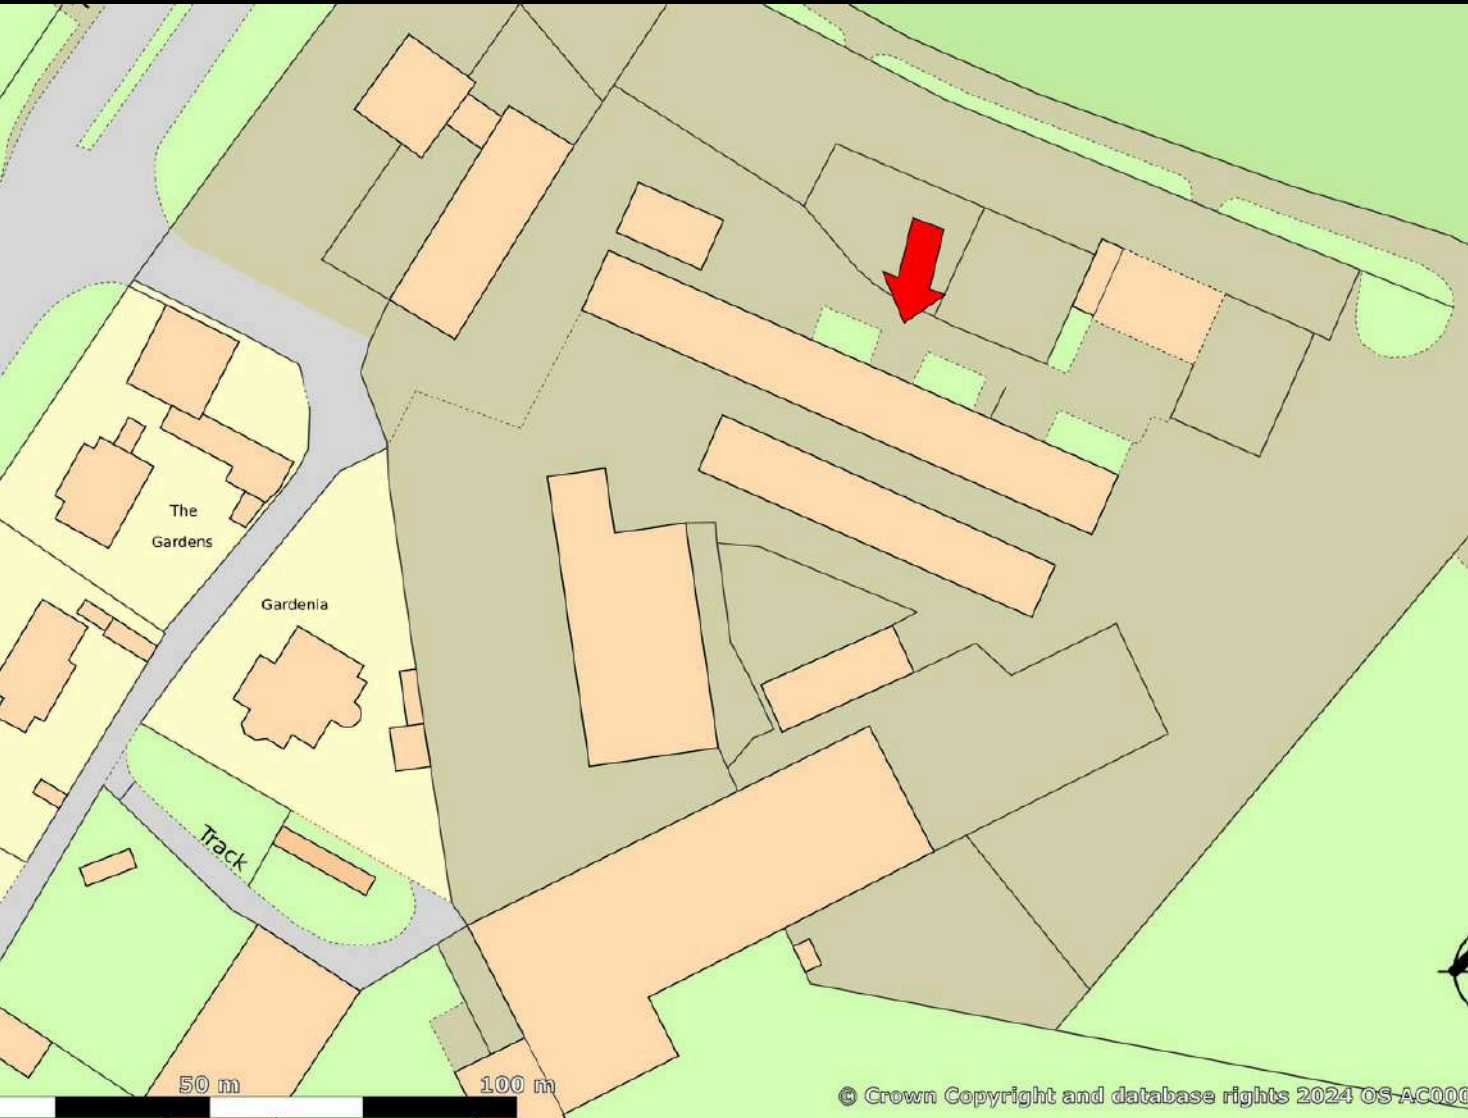 The
Gardens
Gardenia
Track
50 m
100 m
© Crown Copyright and database rights 2024 OS AC000